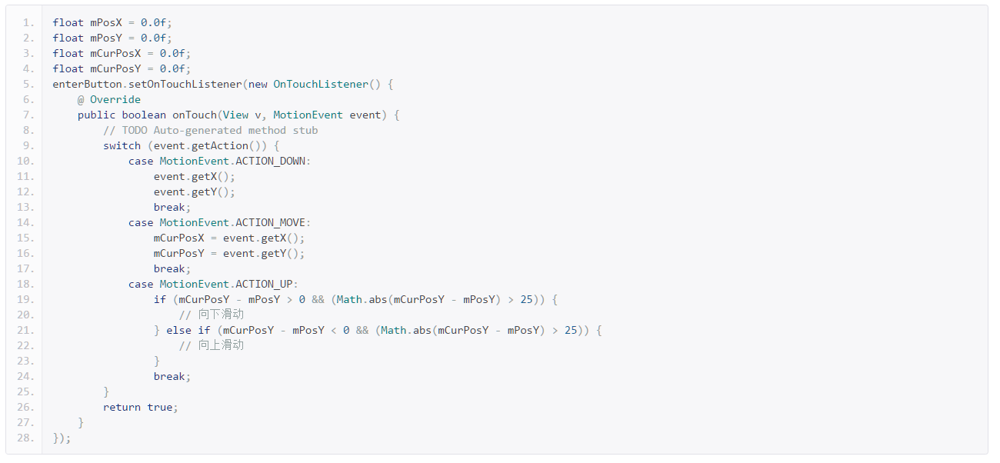 1. float mPosX = 0.0f;
2. float mPosY = 0.0f;
3. float mCurPosX = 0.0f;
4. float mCurPosY = 0.0f;
5. enterButton.setOnTouchListener(new OnTouchListener() {
6.     @ Override
7.     public boolean onTouch(View v, MotionEvent event) {
8.         // TODO Auto-generated method stub
9.         switch (event.getAction()) {
10.             case MotionEvent.ACTION_DOWN:
11.                 event.getX();
12.                 event.getY();
13.                 break;
14.             case MotionEvent.ACTION_MOVE:
15.                 mCurPosX = event.getX();
16.                 mCurPosY = event.getY();
17.                 break;
18.             case MotionEvent.ACTION_UP:
19.                 if (mCurPosY - mPosY > 0 && (Math.abs(mCurPosY - mPosY) > 25)) {
20.                     // 向下滑动
21.                 } else if (mCurPosY - mPosY < 0 && (Math.abs(mCurPosY - mPosY) > 25)) {
22.                     // 向上滑动
23.                 }
24.                 break;
25.         }
26.         return true;
27.     }
28. });